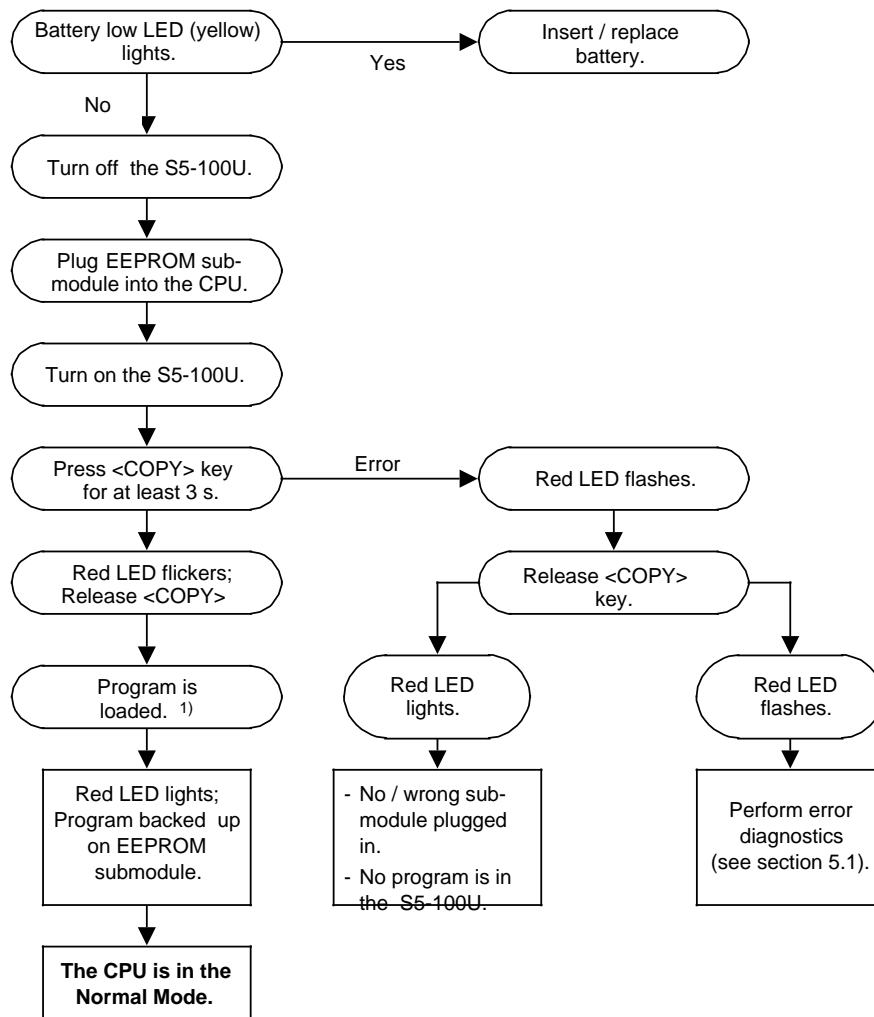 Battery low LED (yellow)
lights.
Yes
Insert / replace
battery.
No
Turn off the S5-100U.
Plug EEPROM sub-
module into the CPU.
Turn on the S5-100U.
Press <COPY> key
for at least 3 s.
Error
Red LED flashes.
Red LED flickers;
Release <COPY>
Release <COPY>
key.
Program is
loaded. 1)
Red LED
lights.
Red LED
flashes.
Red LED lights;
Program backed up
on EEPROM
submodule.
- No / wrong sub-
module plugged
in.
- No program is in
the S5-100U.
Perform error
diagnostics
(see section 5.1).
The CPU is in the
Normal Mode.